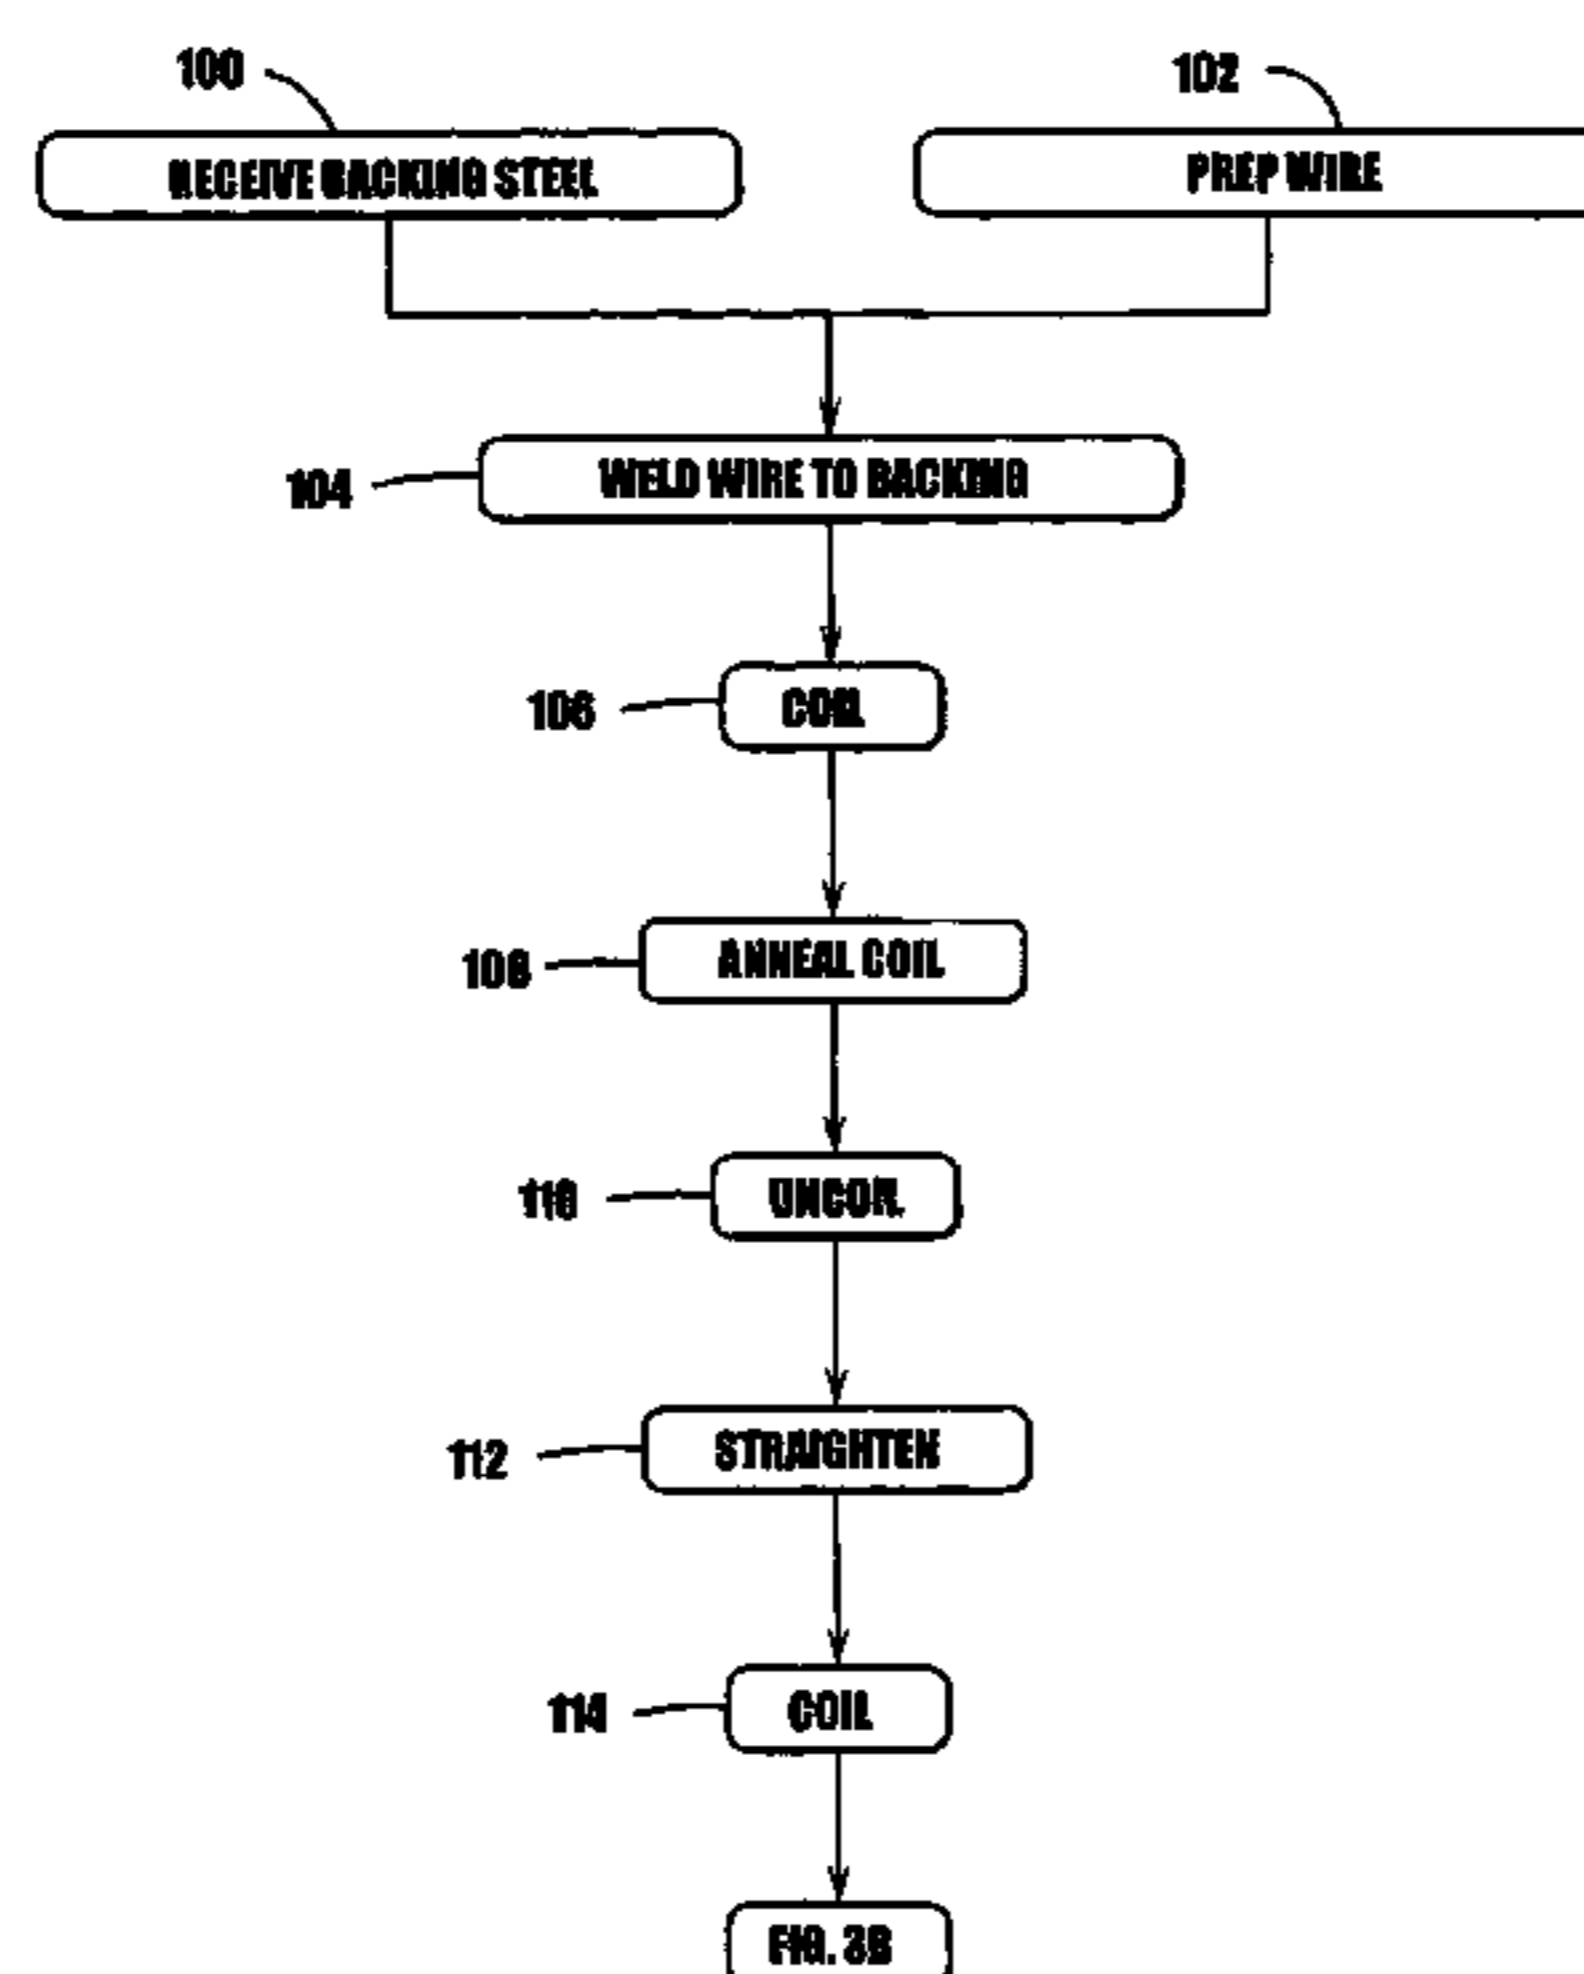 100
102
RECEIVE BACKING STEEL
PREP WIRE
104
WELD WIRE TO BACKING
106
COIL
108
ANNEAL COIL
110
UNCOIL
112
STRAIGHTEN
114
COIL
FIG. 3B